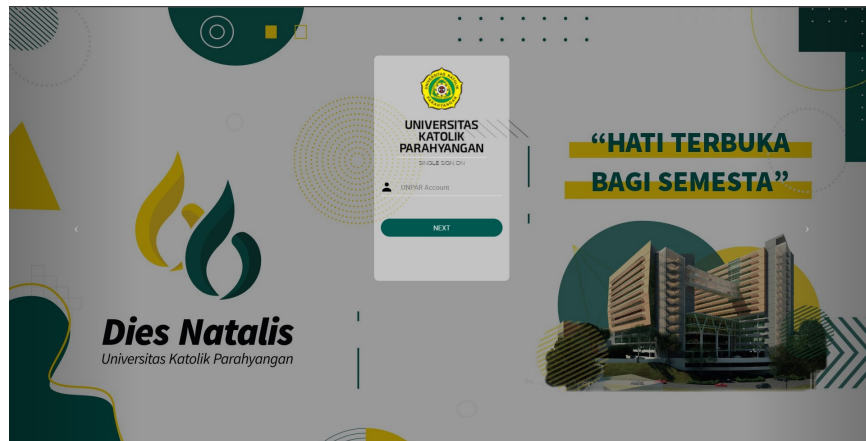 UNIVERSITAS
KATOLIK
PARAHYANGAN
SINGLE SIGN ON
UNPAR Account
NEXT
Dies Natalis
Universitas Katolik Parahyangan
“HATI TERBUKA
BAGI SEMESTA”